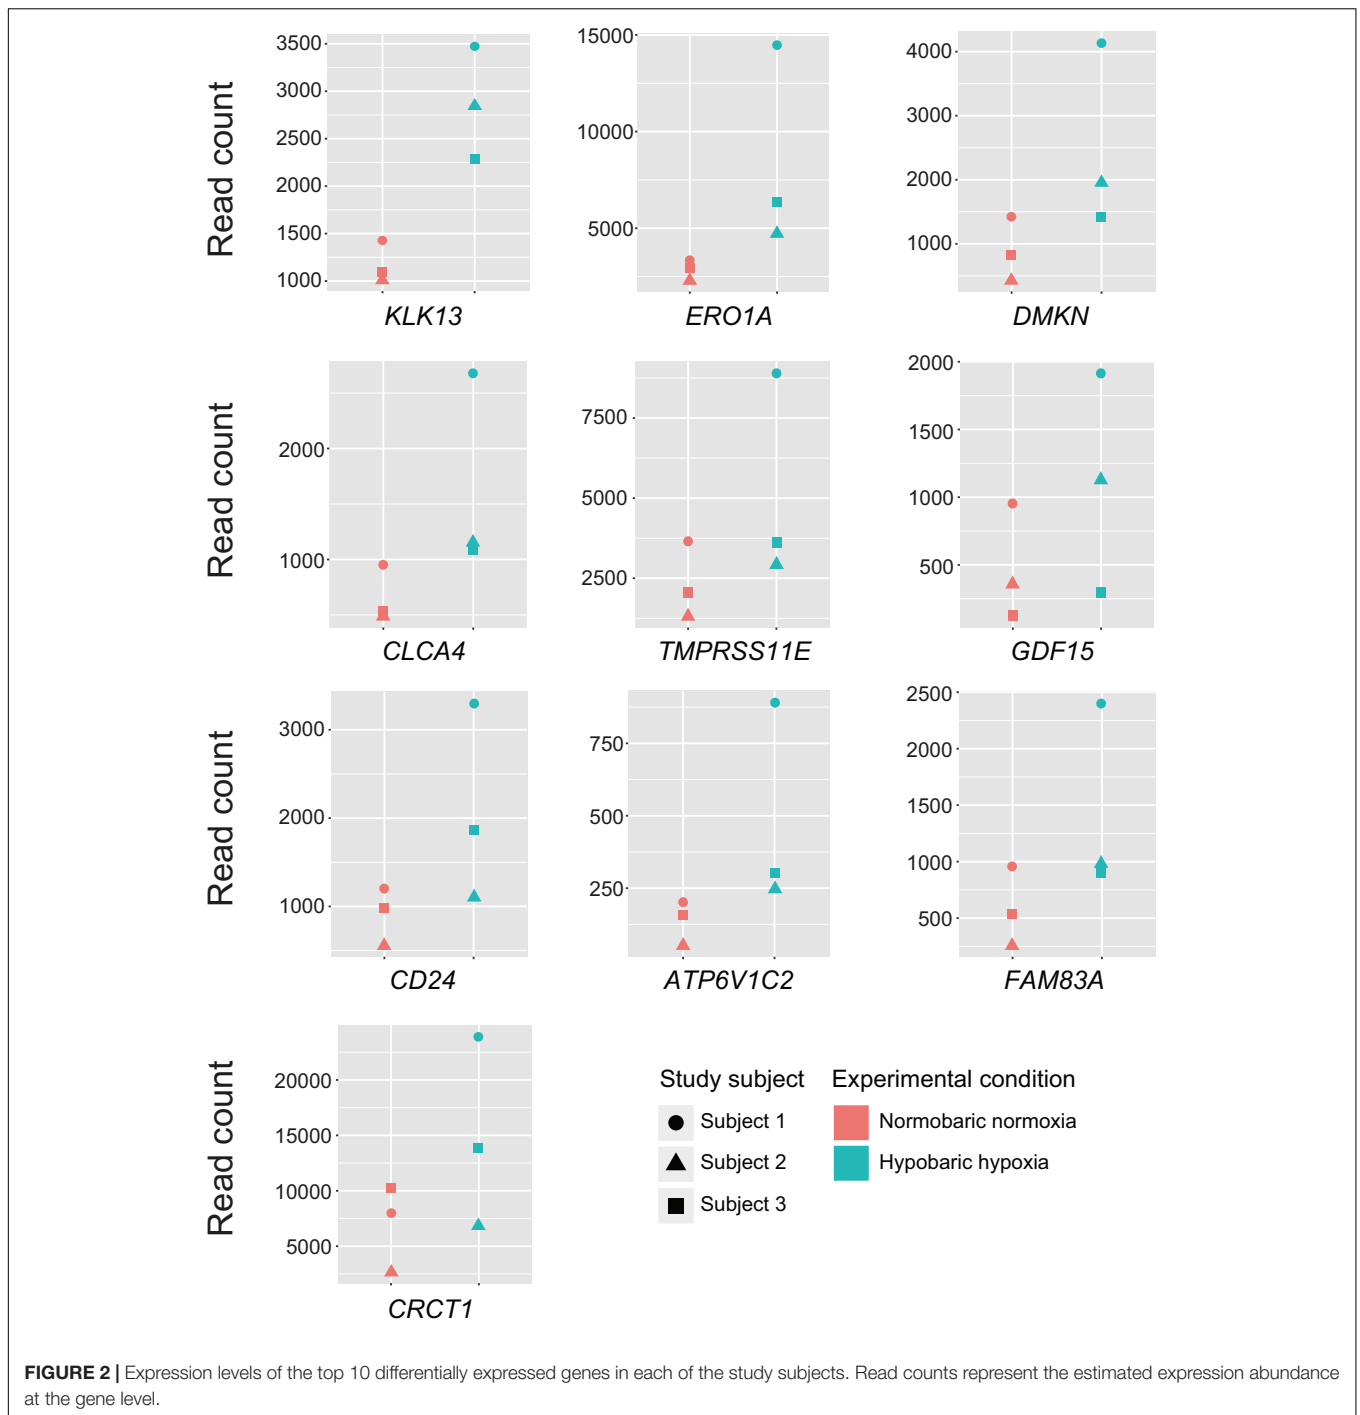 Read count
3500
3000
2500
2000
1500
1000
KLK13
15000
10000
5000
ERO1A
4000
3000
2000
1000
DMKN
Read count
2000
1000
CLCA4
7500
5000
2500
TMPRSS11E
2000
1500
1000
500
GDF15
Read count
3000
2000
1000
CD24
750
500
250
ATP6V1C2
2500
2000
1500
1000
500
FAM83A
Read count
20000
15000
10000
5000
CRCT1
Study subject
Subject 1
Subject 2
Subject 3
Experimental condition
Normobaric normoxia
Hypobaric hypoxia
FIGURE 2 | Expression levels of the top 10 differentially expressed genes in each of the study subjects. Read counts represent the estimated expression abundance
at the gene level.